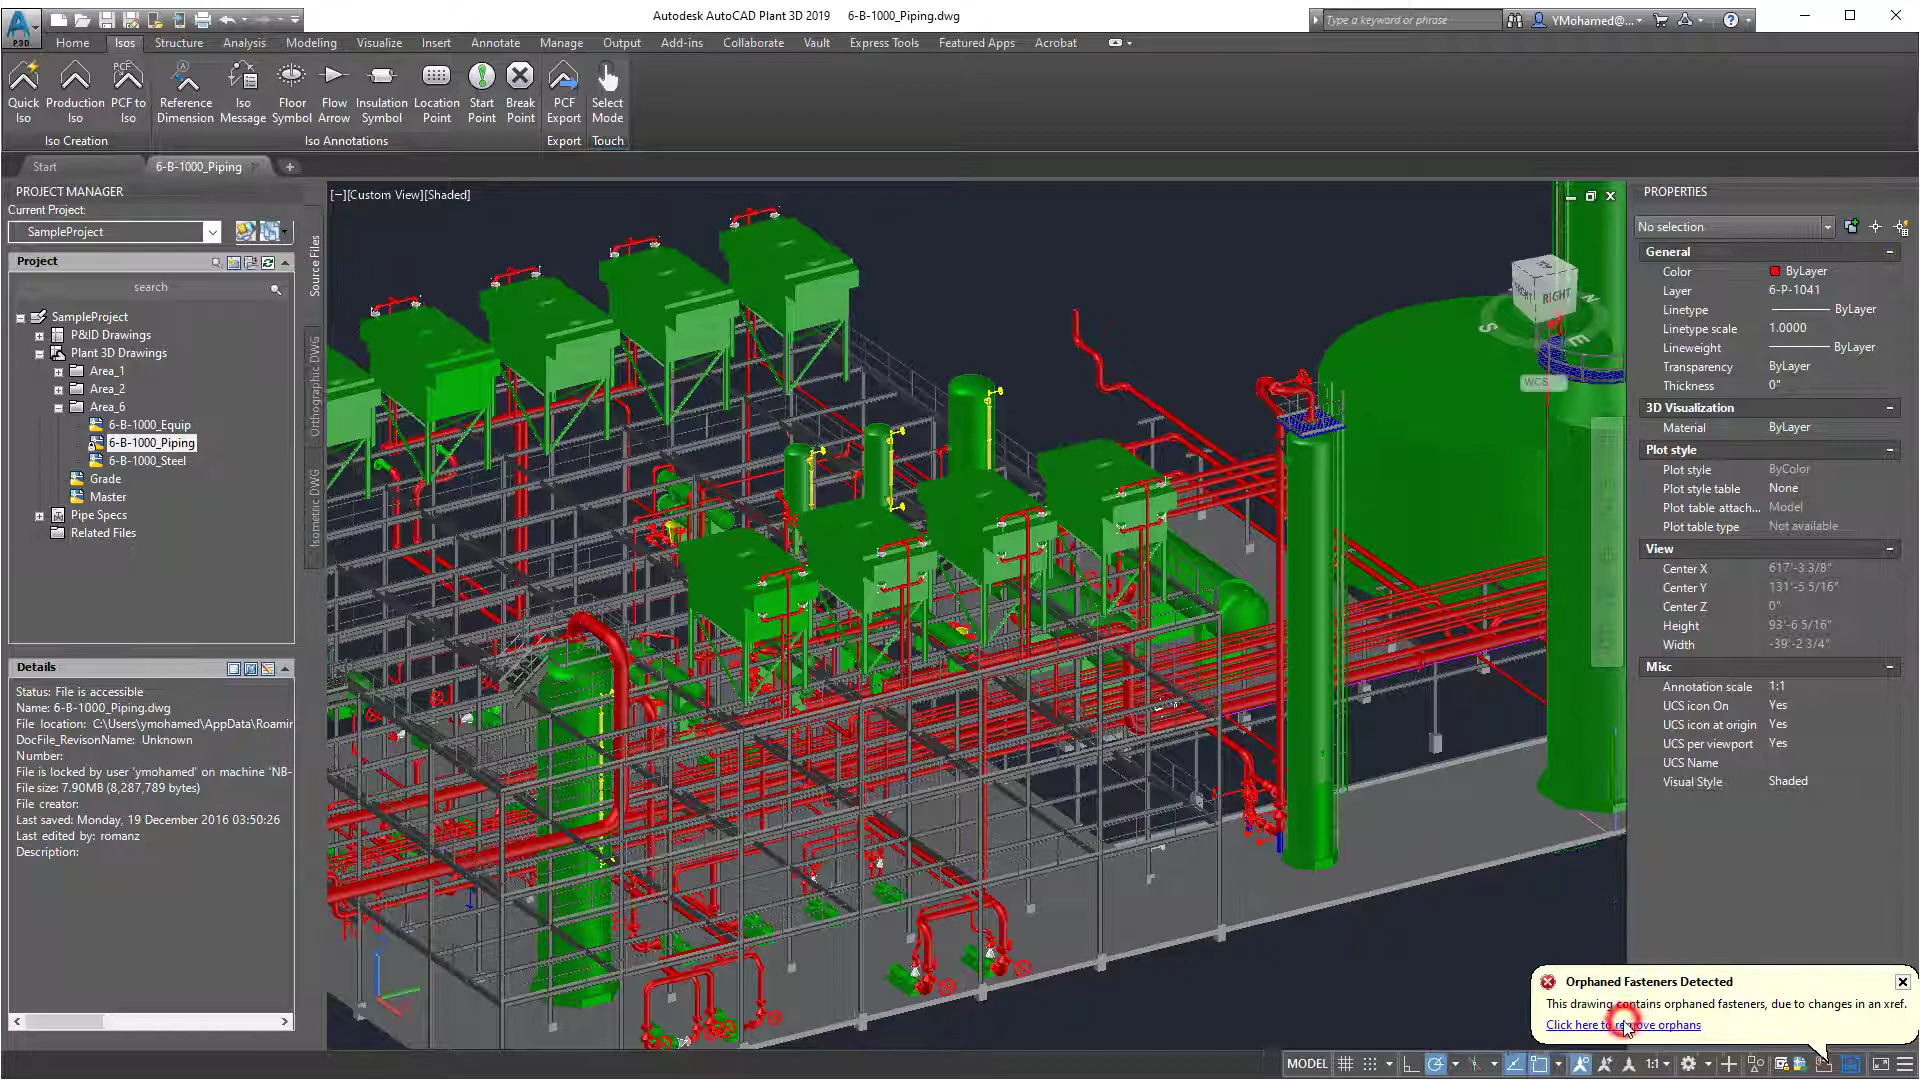 Autodesk AutoCAD Plant 3D 2019 6-B-1000_Piping.dwg
Type a keyword or phrase
YMohamed@...
P3D
Home Isos Structure Analysis Modeling Visualize Insert Annotate Manage Output Add-ins Collaborate Vault Express Tools Featured Apps Acrobat
Quick Iso
Production Iso
PCF to Iso
Reference Dimension
Iso Message
Floor Symbol
Flow Arrow
Insulation Symbol
Location Point
Start Point
Break Point
PCF Export
Select Mode
Iso Creation Iso Annotations Export Touch
Start 6-B-1000_Piping
PROJECT MANAGER
Current Project:
SampleProject
Project
search
SampleProject
P&ID Drawings
Plant 3D Drawings
Area_1
Area_2
Area_6
6-B-1000_Equip
6-B-1000_Piping
6-B-1000_Steel
Grade
Master
Pipe Specs
Related Files
Source Files
Orthographic DWG
Isometric DWG
Details
Status: File is accessible
Name: 6-B-1000_Piping.dwg
File location: C:\Users\ymohamed\AppData\Roamir
DocFile_RevisonName: Unknown
Number:
File is locked by user 'ymohamed' on machine 'NB-
File size: 7.90MB (8,287,789 bytes)
File creator:
Last saved: Monday, 19 December 2016 03:50:26
Last edited by: romanz
Description:
[−][Custom View][Shaded]
FRONT RIGHT
N
S
E
WCS
PROPERTIES
No selection
General
Color ByLayer
Layer 6-P-1041
Linetype ByLayer
Linetype scale 1.0000
Lineweight ByLayer
Transparency ByLayer
Thickness 0"
3D Visualization
Material ByLayer
Plot style
Plot style ByColor
Plot style table None
Plot table attach... Model
Plot table type Not available
View
Center X 617'-3 3/8"
Center Y 131'-5 5/16"
Center Z 0"
Height 93'-6 5/16"
Width -39'-2 3/4"
Misc
Annotation scale 1:1
UCS icon On Yes
UCS icon at origin Yes
UCS per viewport Yes
UCS Name
Visual Style Shaded
Orphaned Fasteners Detected
This drawing contains orphaned fasteners, due to changes in an xref.
Click here to remove orphans
MODEL
1:1